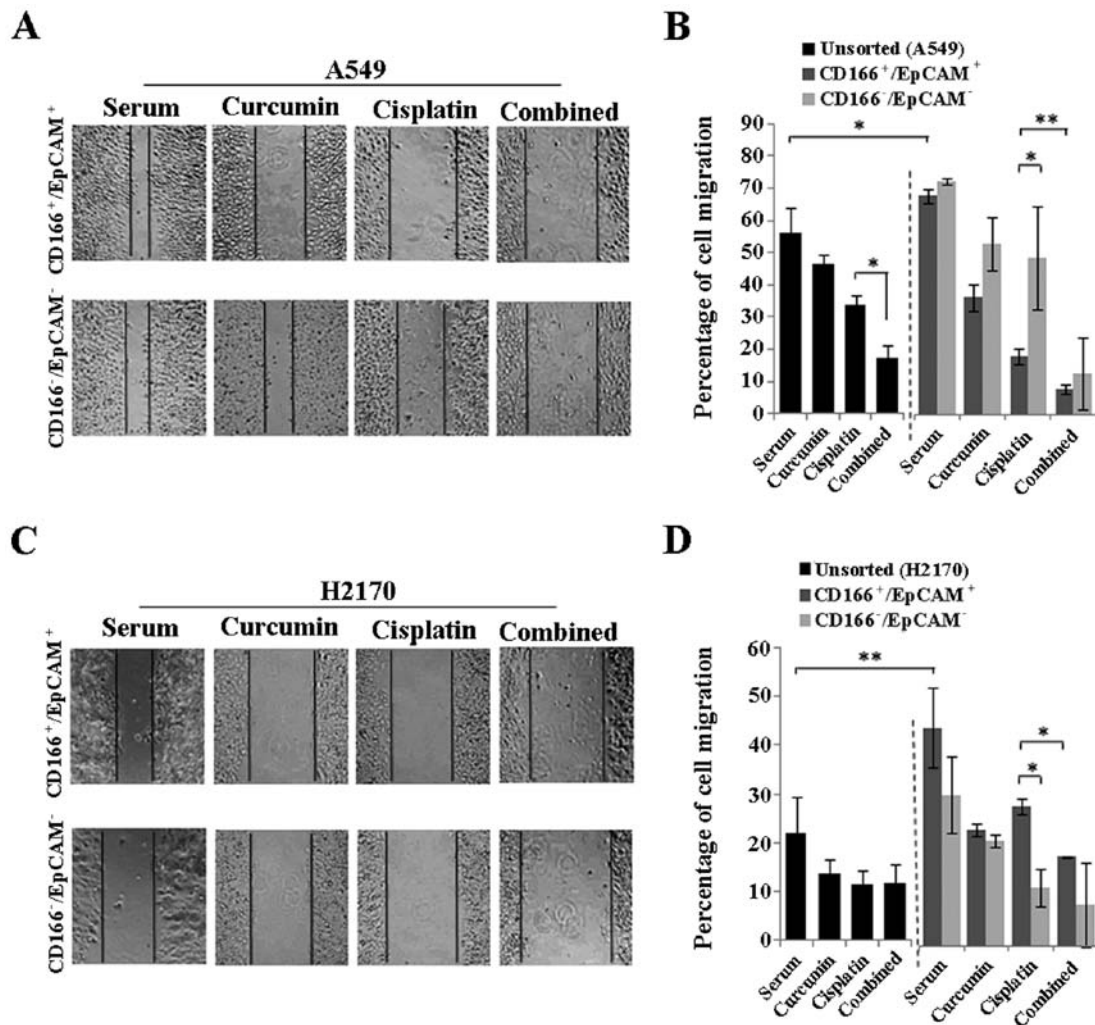 A
A549
Serum Curcumin Cisplatin Combined
CD166⁺/EpCAM⁺
CD166⁻/EpCAM⁻
B
Unsorted (A549)
CD166⁺/EpCAM⁺
CD166⁻/EpCAM⁻
Percentage of cell migration
90
80
70
60
50
40
30
20
10
0
*
*
*
**
Serum Curcumin Cisplatin Combined Serum Curcumin Cisplatin Combined
C
H2170
Serum Curcumin Cisplatin Combined
CD166⁺/EpCAM⁺
CD166⁻/EpCAM⁻
D
Unsorted (H2170)
CD166⁺/EpCAM⁺
CD166⁻/EpCAM⁻
Percentage of cell migration
60
50
40
30
20
10
0
**
*
*
Serum Curcumin Cisplatin Combined Serum Curcumin Cisplatin Combined